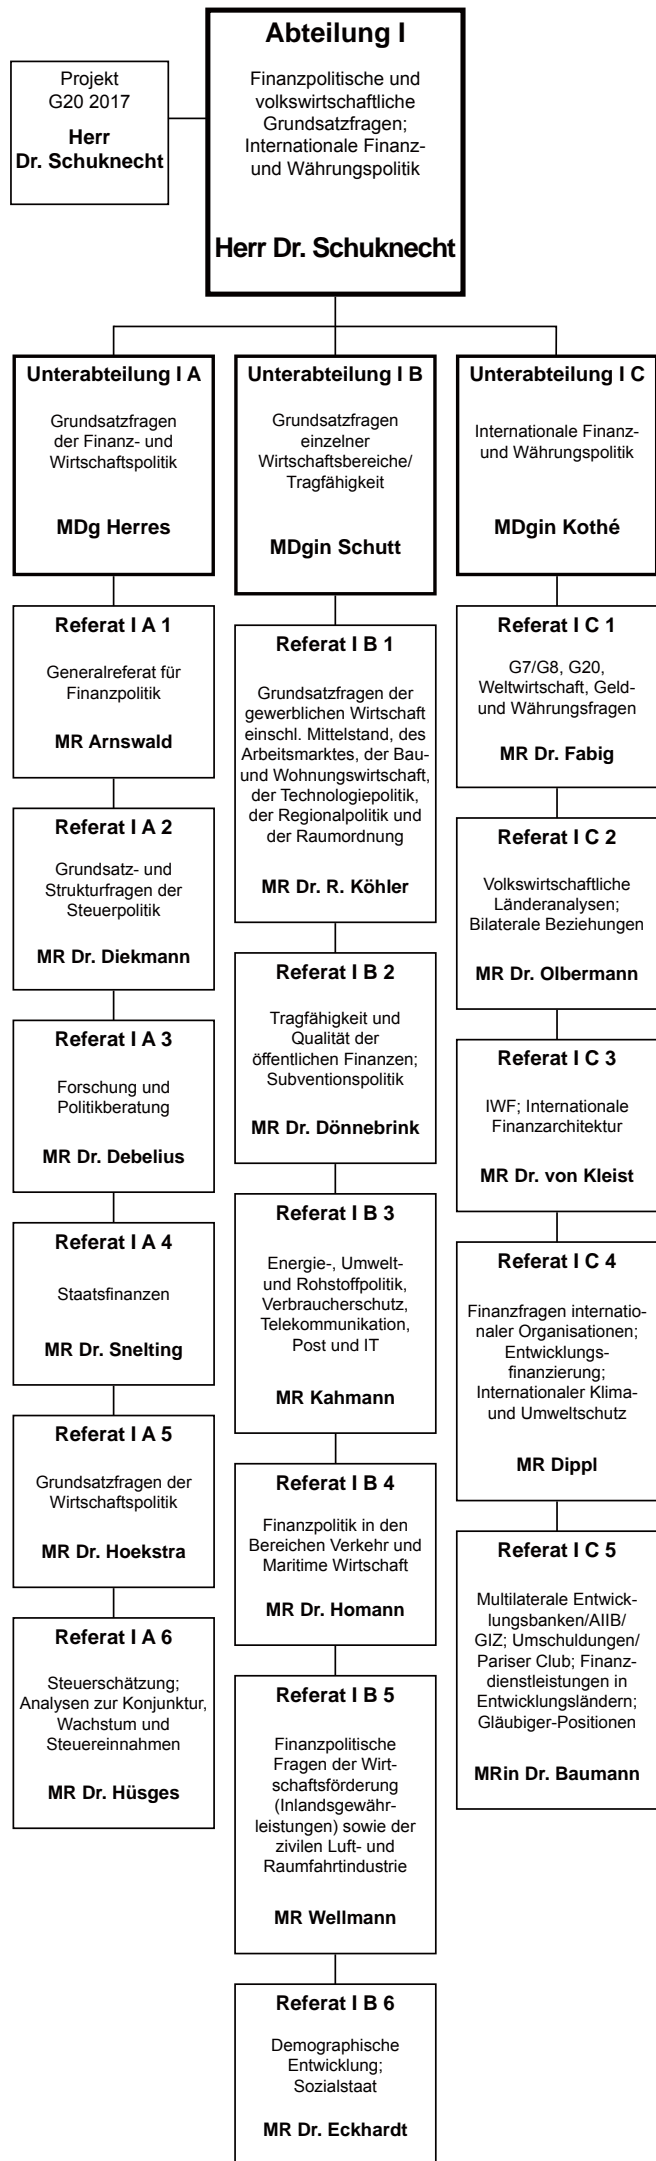 Abteilung I
Finanzpolitische und
volkswirtschaftliche
Grundsatzfragen;
Internationale Finanz-
und Währungspolitik
Herr Dr. Schuknecht
Projekt
G20 2017
Herr
Dr. Schuknecht
Unterabteilung I A
Grundsatzfragen
der Finanz- und
Wirtschaftspolitik
MDg Herres
Referat I A 1
Generalreferat für
Finanzpolitik
MR Arnswald
Referat I A 2
Grundsatz- und
Strukturfragen der
Steuerpolitik
MR Dr. Diekmann
Referat I A 3
Forschung und
Politikberatung
MR Dr. Debelius
Referat I A 4
Staatsfinanzen
MR Dr. Snelting
Referat I A 5
Grundsatzfragen der
Wirtschaftspolitik
MR Dr. Hoekstra
Referat I A 6
Steuerschätzung;
Analysen zur Konjunktur,
Wachstum und
Steuereinnahmen
MR Dr. Hüsges
Unterabteilung I B
Grundsatzfragen
einzelner
Wirtschaftsbereiche/
Tragfähigkeit
MDgin Schutt
Referat I B 1
Grundsatzfragen der
gewerblichen Wirtschaft
einschl. Mittelstand, des
Arbeitsmarktes, der Bau-
und Wohnungswirtschaft,
der Technologiepolitik,
der Regionalpolitik und
der Raumordnung
MR Dr. R. Köhler
Referat I B 2
Tragfähigkeit und
Qualität der
öffentlichen Finanzen;
Subventionspolitik
MR Dr. Dönnebrink
Referat I B 3
Energie-, Umwelt-
und Rohstoffpolitik,
Verbraucherschutz,
Telekommunikation,
Post und IT
MR Kahmann
Referat I B 4
Finanzpolitik in den
Bereichen Verkehr und
Maritime Wirtschaft
MR Dr. Homann
Referat I B 5
Finanzpolitische
Fragen der Wirt-
schaftsförderung
(Inlandsgewähr-
leistungen) sowie der
zivilen Luft- und
Raumfahrtindustrie
MR Wellmann
Referat I B 6
Demographische
Entwicklung;
Sozialstaat
MR Dr. Eckhardt
Unterabteilung I C
Internationale Finanz-
und Währungspolitik
MDgin Kothé
Referat I C 1
G7/G8, G20,
Weltwirtschaft, Geld-
und Währungsfragen
MR Dr. Fabig
Referat I C 2
Volkswirtschaftliche
Länderanalysen;
Bilaterale Beziehungen
MR Dr. Olbermann
Referat I C 3
IWF; Internationale
Finanzarchitektur
MR Dr. von Kleist
Referat I C 4
Finanzfragen internatio-
naler Organisationen;
Entwicklungs-
finanzierung;
Internationaler Klima-
und Umweltschutz
MR Dippl
Referat I C 5
Multilaterale Entwick-
lungsbanken/AIIB/
GIZ; Umschuldungen/
Pariser Club; Finanz-
dienstleistungen in
Entwicklungsländern;
Gläubiger-Positionen
MRin Dr. Baumann